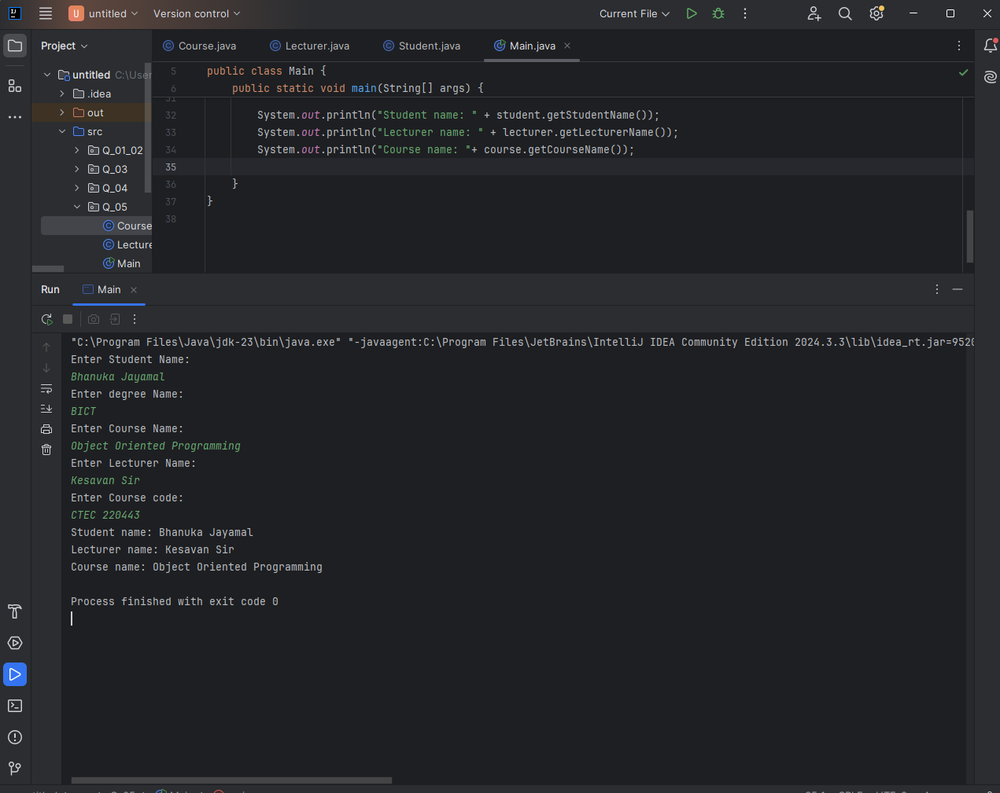 U untitled Version control Current File
Project Course.java Lecturer.java Student.java Main.java
untitled C:\User
.idea
out
src
Q_01_02
Q_03
Q_04
Q_05
Course
Lecture
Main
5 public class Main {
6 public static void main(String[] args) {
31
32 System.out.println("Student name: " + student.getStudentName());
33 System.out.println("Lecturer name: " + lecturer.getLecturerName());
34 System.out.println("Course name: "+ course.getCourseName());
35
36 }
37 }
38
Run Main
"C:\Program Files\Java\jdk-23\bin\java.exe" "-javaagent:C:\Program Files\JetBrains\IntelliJ IDEA Community Edition 2024.3.3\lib\idea_rt.jar=9520
Enter Student Name:
Bhanuka Jayamal
Enter degree Name:
BICT
Enter Course Name:
Object Oriented Programming
Enter Lecturer Name:
Kesavan Sir
Enter Course code:
CTEC 220443
Student name: Bhanuka Jayamal
Lecturer name: Kesavan Sir
Course name: Object Oriented Programming
Process finished with exit code 0